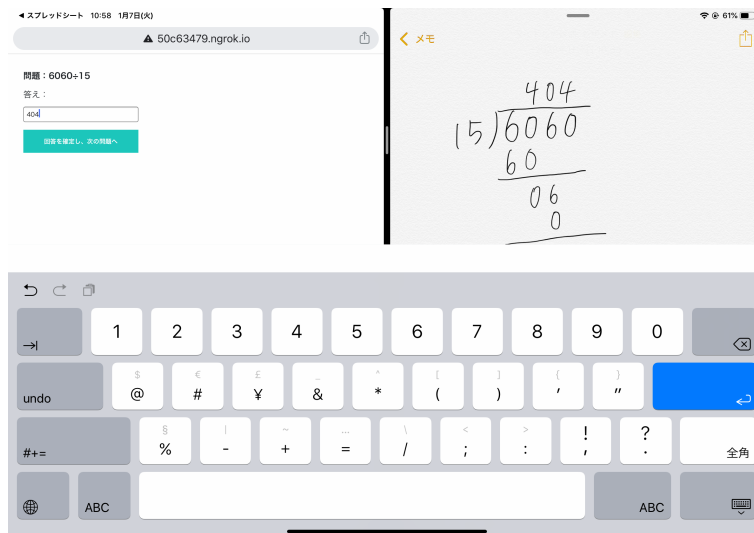 ◀ スプレッドシート 10:58 1月7日(火)
61%
50c63479.ngrok.io
メモ
問題：6060÷15
答え：
404
回答を確定し、次の問題へ
404
15)6060
60
06
0
1 2 3 4 5 6 7 8 9 0
undo
$ € £ _ ^ [ ] { }
@ # ¥ & * ( ) ' "
#+=
§ | ~ … \ < > ! ?
% - + = / ; : , .
全角
ABC
ABC